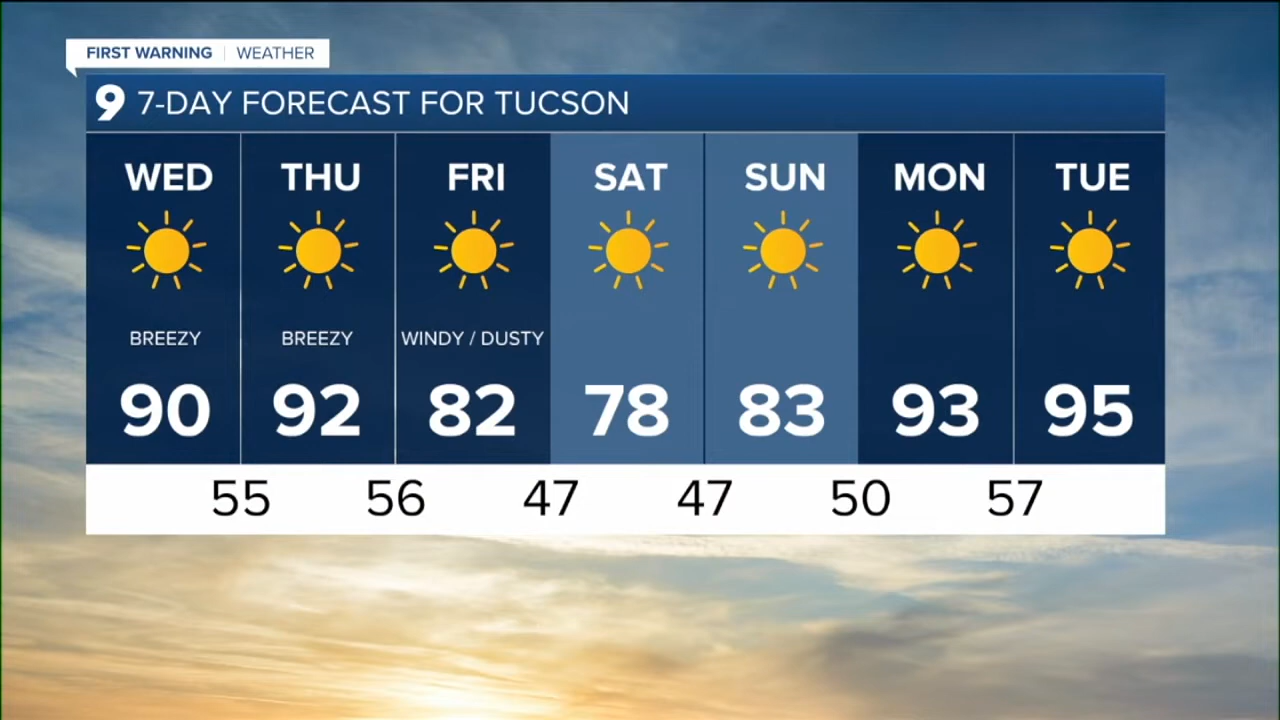 FIRST WARNING | WEATHER
9 7-DAY FORECAST FOR TUCSON
WED THU FRI SAT SUN MON TUE
BREEZY BREEZY WINDY / DUSTY
90 92 82 78 83 93 95
55 56 47 47 50 57